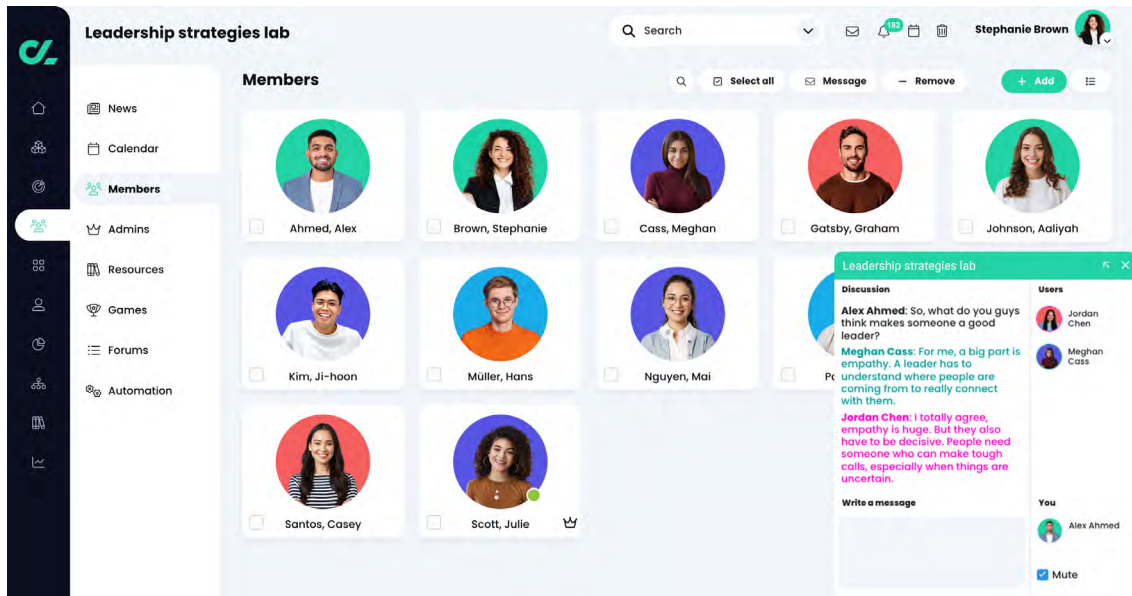 Leadership strategies lab
Search
182
Stephanie Brown
News
Calendar
Members
Admins
Resources
Games
Forums
Automation
Members
Select all
Message
Remove
+ Add
Ahmed, Alex
Brown, Stephanie
Cass, Meghan
Gatsby, Graham
Johnson, Aaliyah
Kim, Ji-hoon
Müller, Hans
Nguyen, Mai
Santos, Casey
Scott, Julie
Leadership strategies lab
Discussion
Users
Alex Ahmed: So, what do you guys
think makes someone a good
leader?
Meghan Cass: For me, a big part is
empathy. A leader has to
understand where people are
coming from to really connect
with them.
Jordan Chen: I totally agree,
empathy is huge. But they also
have to be decisive. People need
someone who can make tough
calls, especially when things are
uncertain.
Jordan
Chen
Meghan
Cass
Write a message
You
Alex Ahmed
Mute